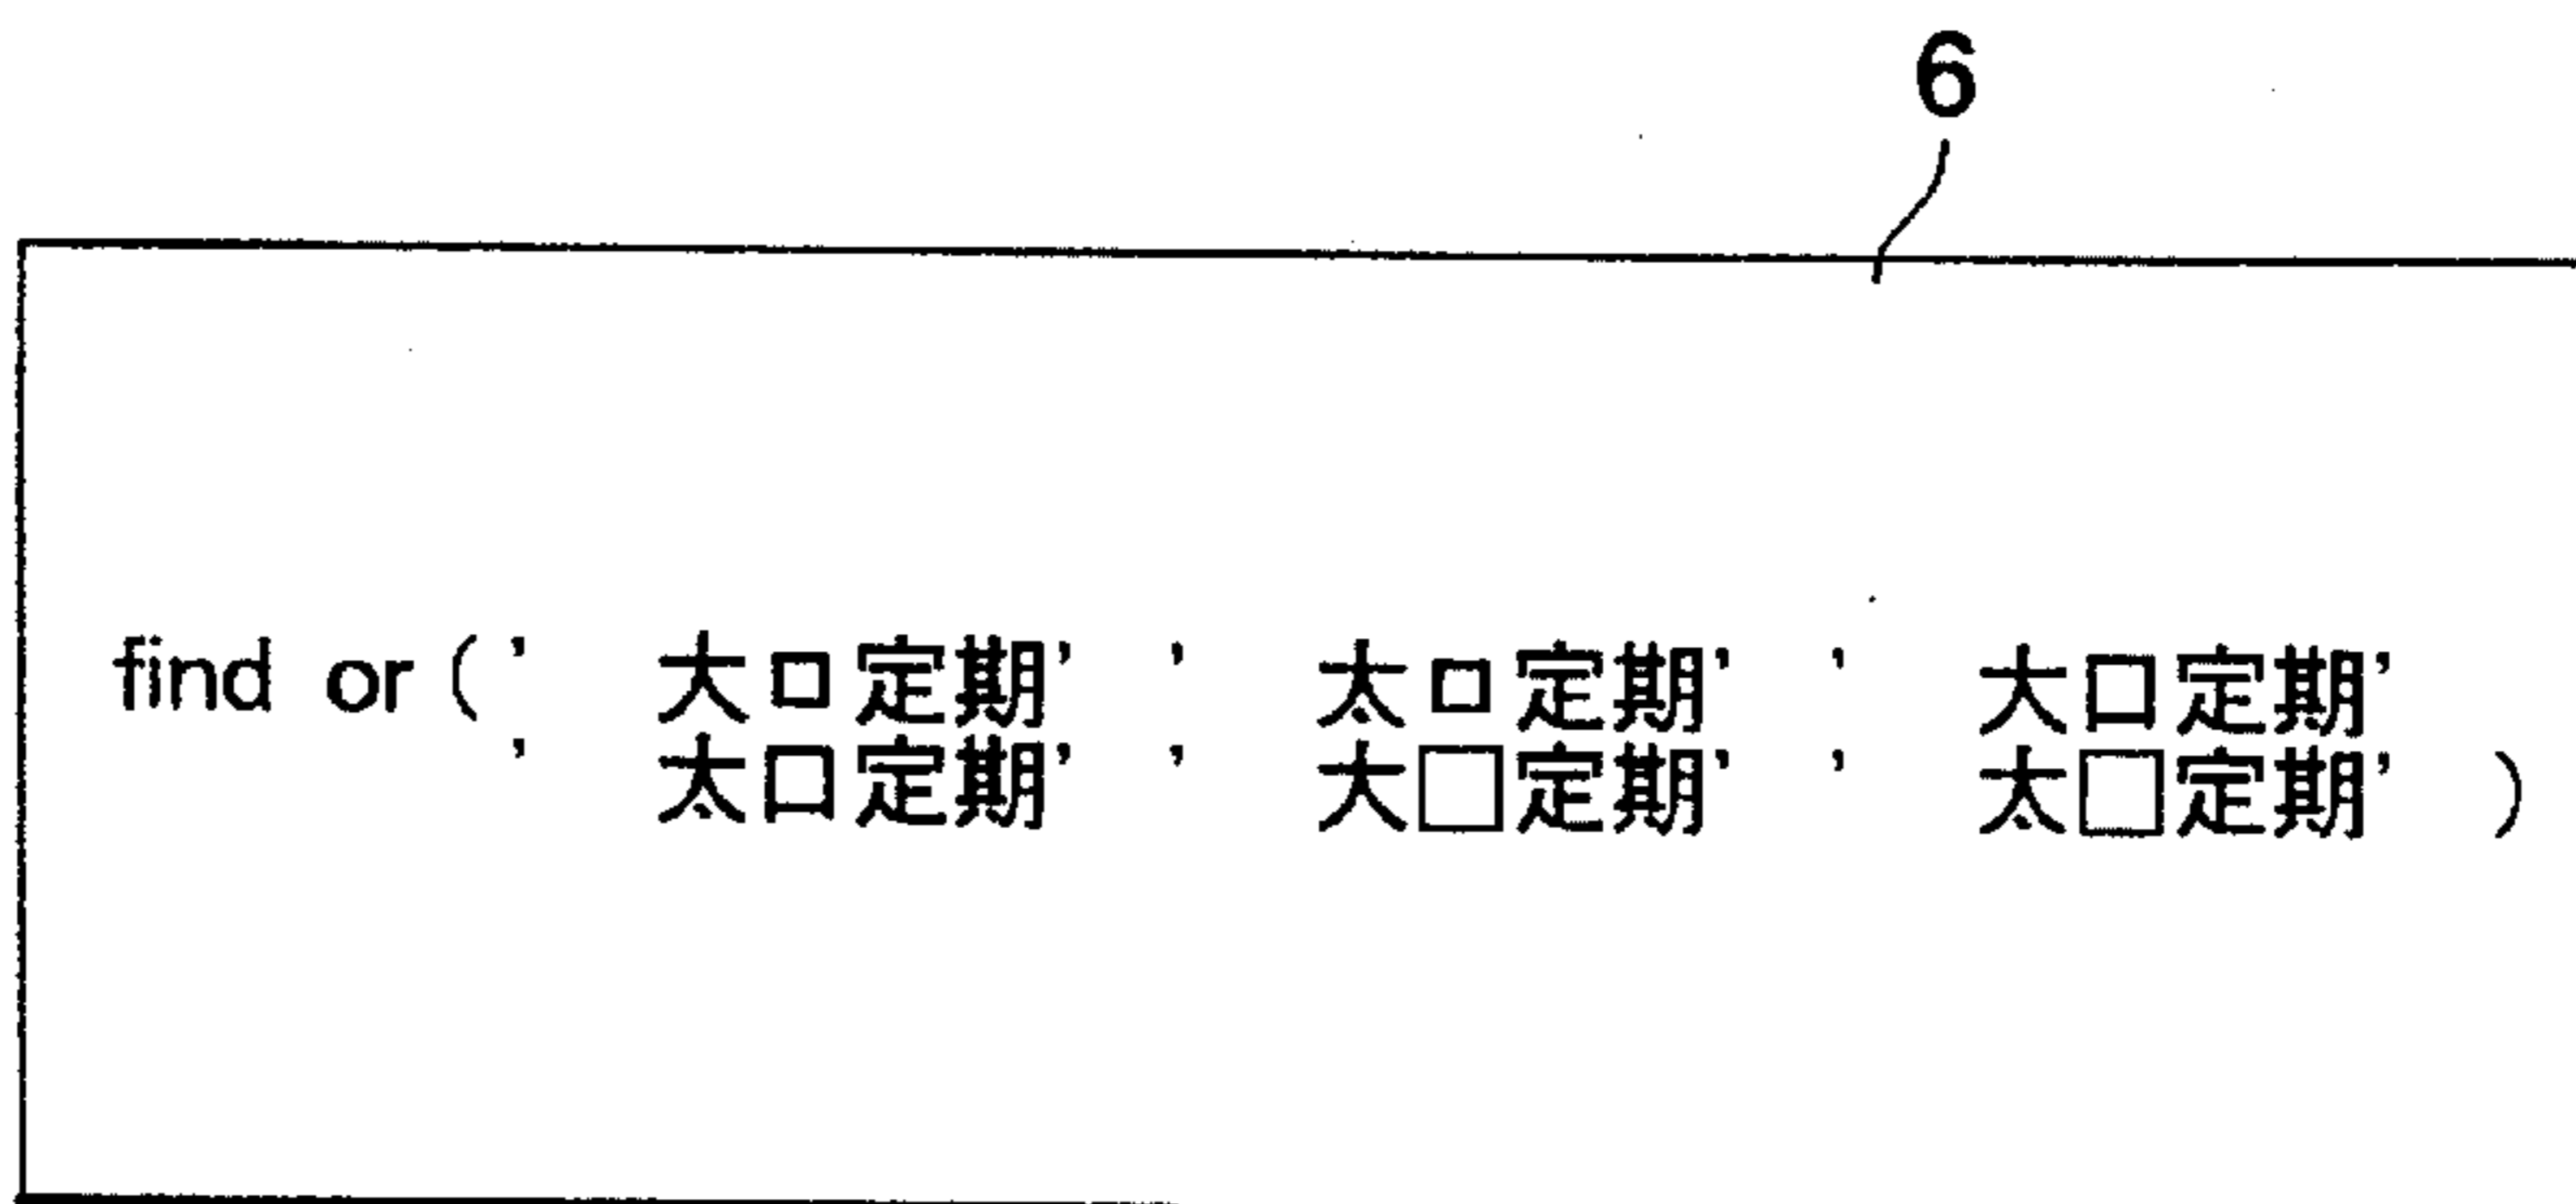 6
find or(' 大ロ定期' ' 太ロ定期' ' 大口定期'
' 太口定期' ' 大□定期' ' 太□定期' )